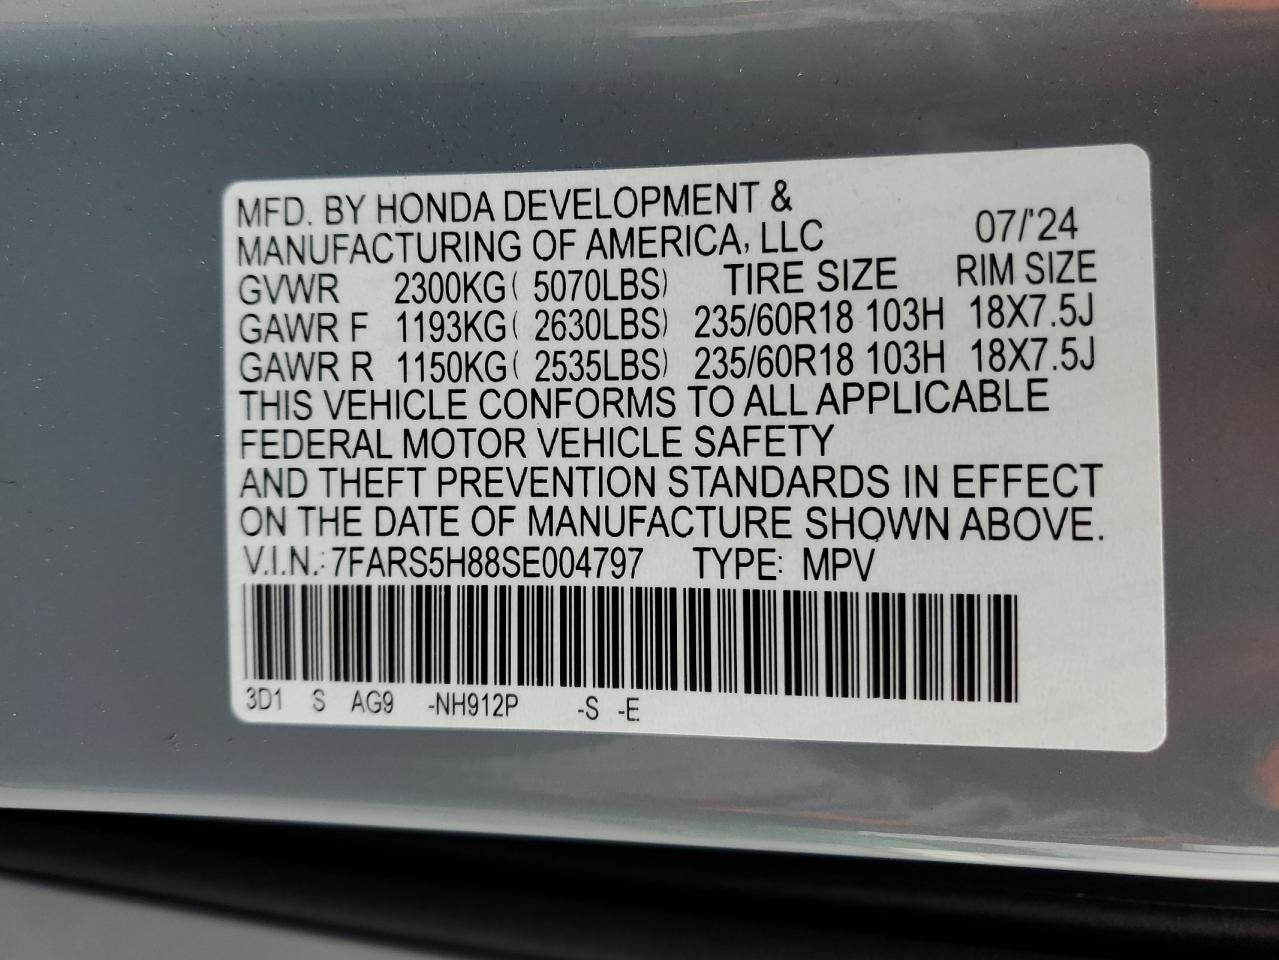 MFD. BY HONDA DEVELOPMENT &
MANUFACTURING OF AMERICA, LLC 07/'24
GVWR 2300KG( 5070LBS) TIRE SIZE RIM SIZE
GAWR F 1193KG( 2630LBS) 235/60R18 103H 18X7.5J
GAWR R 1150KG( 2535LBS) 235/60R18 103H 18X7.5J
THIS VEHICLE CONFORMS TO ALL APPLICABLE
FEDERAL MOTOR VEHICLE SAFETY
AND THEFT PREVENTION STANDARDS IN EFFECT
ON THE DATE OF MANUFACTURE SHOWN ABOVE.
V.I.N.: 7FARS5H88SE004797 TYPE: MPV
3D1 S AG9 -NH912P -S -E